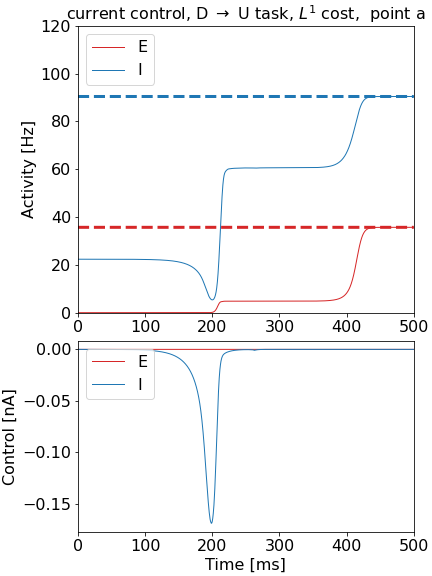 current control, D → U task, L¹ cost, point a
120
100
80
60
40
20
0
Activity [Hz]
E
I
0 100 200 300 400 500
0.00
−0.05
−0.10
−0.15
Control [nA]
E
I
0 100 200 300 400 500
Time [ms]